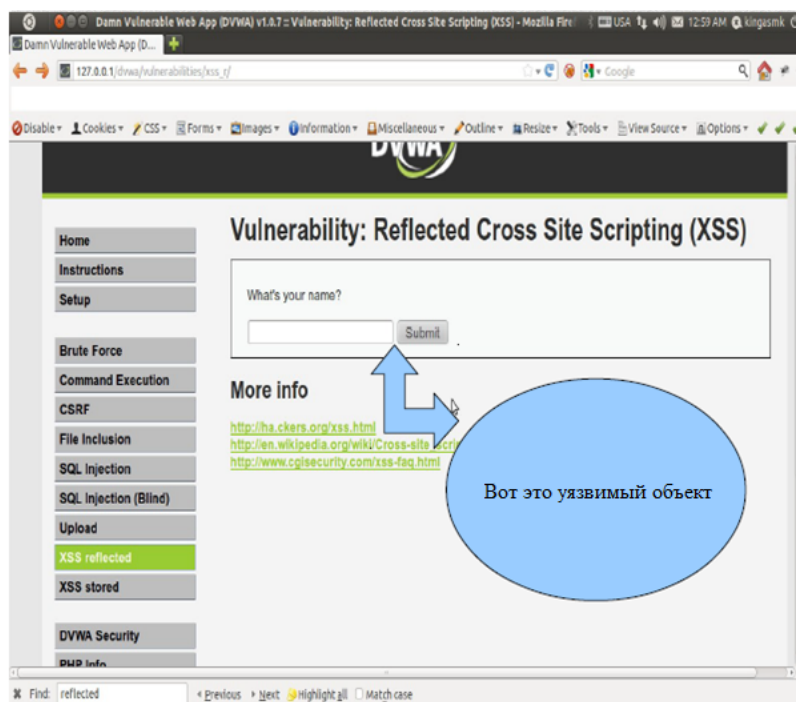 Damn Vulnerable Web App (DVWA) v1.0.7 :: Vulnerability: Reflected Cross Site Scripting (XSS) - Mozilla Fire
USA 12:59 AM kingasmk
Damn Vulnerable Web App (D...
127.0.0.1/dvwa/vulnerabilities/xss_r/
Google
Disable Cookies CSS Forms Images Information Miscellaneous Outline Resize Tools View Source Options
DVWA
Vulnerability: Reflected Cross Site Scripting (XSS)
Home
Instructions
Setup
Brute Force
Command Execution
CSRF
File Inclusion
SQL Injection
SQL Injection (Blind)
Upload
XSS reflected
XSS stored
DVWA Security
PHP Info
What's your name?
Submit
More info
http://ha.ckers.org/xss.html
http://en.wikipedia.org/wiki/Cross-site_scrip
http://www.cgisecurity.com/xss-faq.html
Вот это уязвимый объект
Find: reflected Previous Next Highlight all Match case